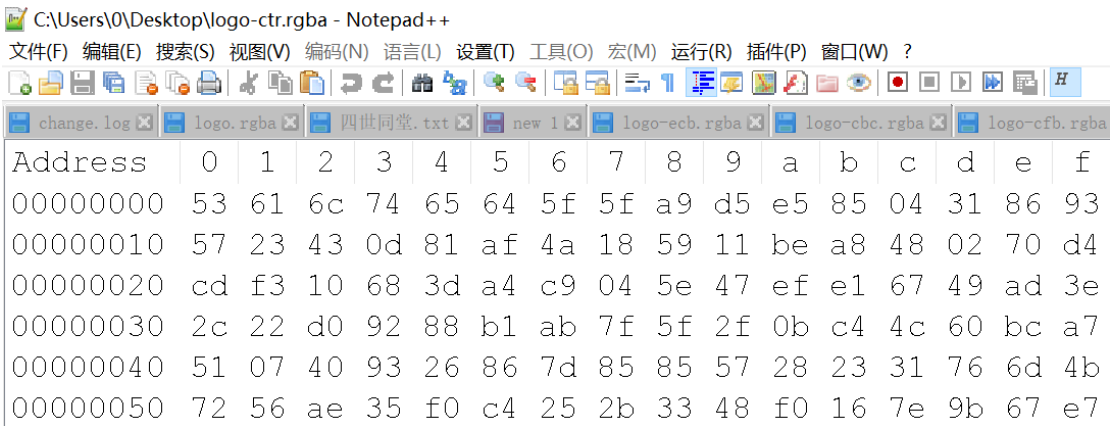 C:\Users\0\Desktop\logo-ctr.rgba - Notepad++
文件(F) 编辑(E) 搜索(S) 视图(V) 编码(N) 语言(L) 设置(T) 工具(O) 宏(M) 运行(R) 插件(P) 窗口(W) ?
H
change.log logo.rgba 四世同堂.txt new 1 logo-ecb.rgba logo-cbc.rgba logo-cfb.rgba
Address 0 1 2 3 4 5 6 7 8 9 a b c d e f
00000000 53 61 6c 74 65 64 5f 5f a9 d5 e5 85 04 31 86 93
00000010 57 23 43 0d 81 af 4a 18 59 11 be a8 48 02 70 d4
00000020 cd f3 10 68 3d a4 c9 04 5e 47 ef e1 67 49 ad 3e
00000030 2c 22 d0 92 88 b1 ab 7f 5f 2f 0b c4 4c 60 bc a7
00000040 51 07 40 93 26 86 7d 85 85 57 28 23 31 76 6d 4b
00000050 72 56 ae 35 f0 c4 25 2b 33 48 f0 16 7e 9b 67 e7